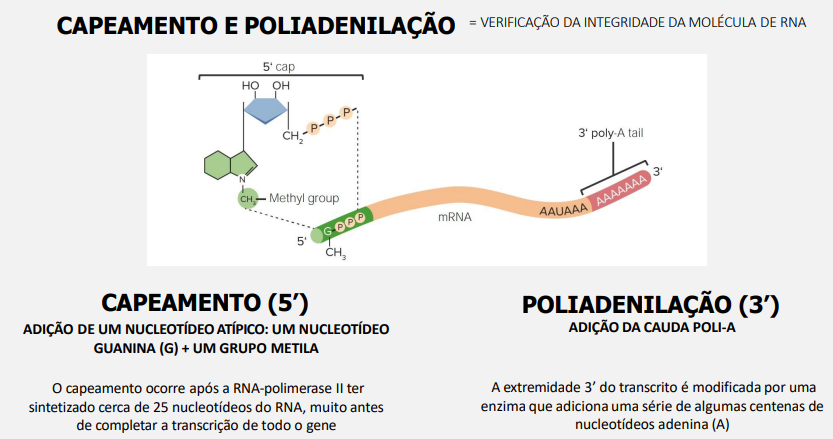 CAPEAMENTO E POLIADENILAÇÃO = VERIFICAÇÃO DA INTEGRIDADE DA MOLÉCULA DE RNA
5' cap
HO OH
CH2
P P P
N
CH3
Methyl group
3' poly-A tail
3'
AAAAAAA
AAUAAA
mRNA
G P P P
5'
CH3
CAPEAMENTO (5’)
ADIÇÃO DE UM NUCLEOTÍDEO ATÍPICO: UM NUCLEOTÍDEO
GUANINA (G) + UM GRUPO METILA
O capeamento ocorre após a RNA-polimerase II ter
sintetizado cerca de 25 nucleotídeos do RNA, muito antes
de completar a transcrição de todo o gene
POLIADENILAÇÃO (3’)
ADIÇÃO DA CAUDA POLI-A
A extremidade 3’ do transcrito é modificada por uma
enzima que adiciona uma série de algumas centenas de
nucleotídeos adenina (A)